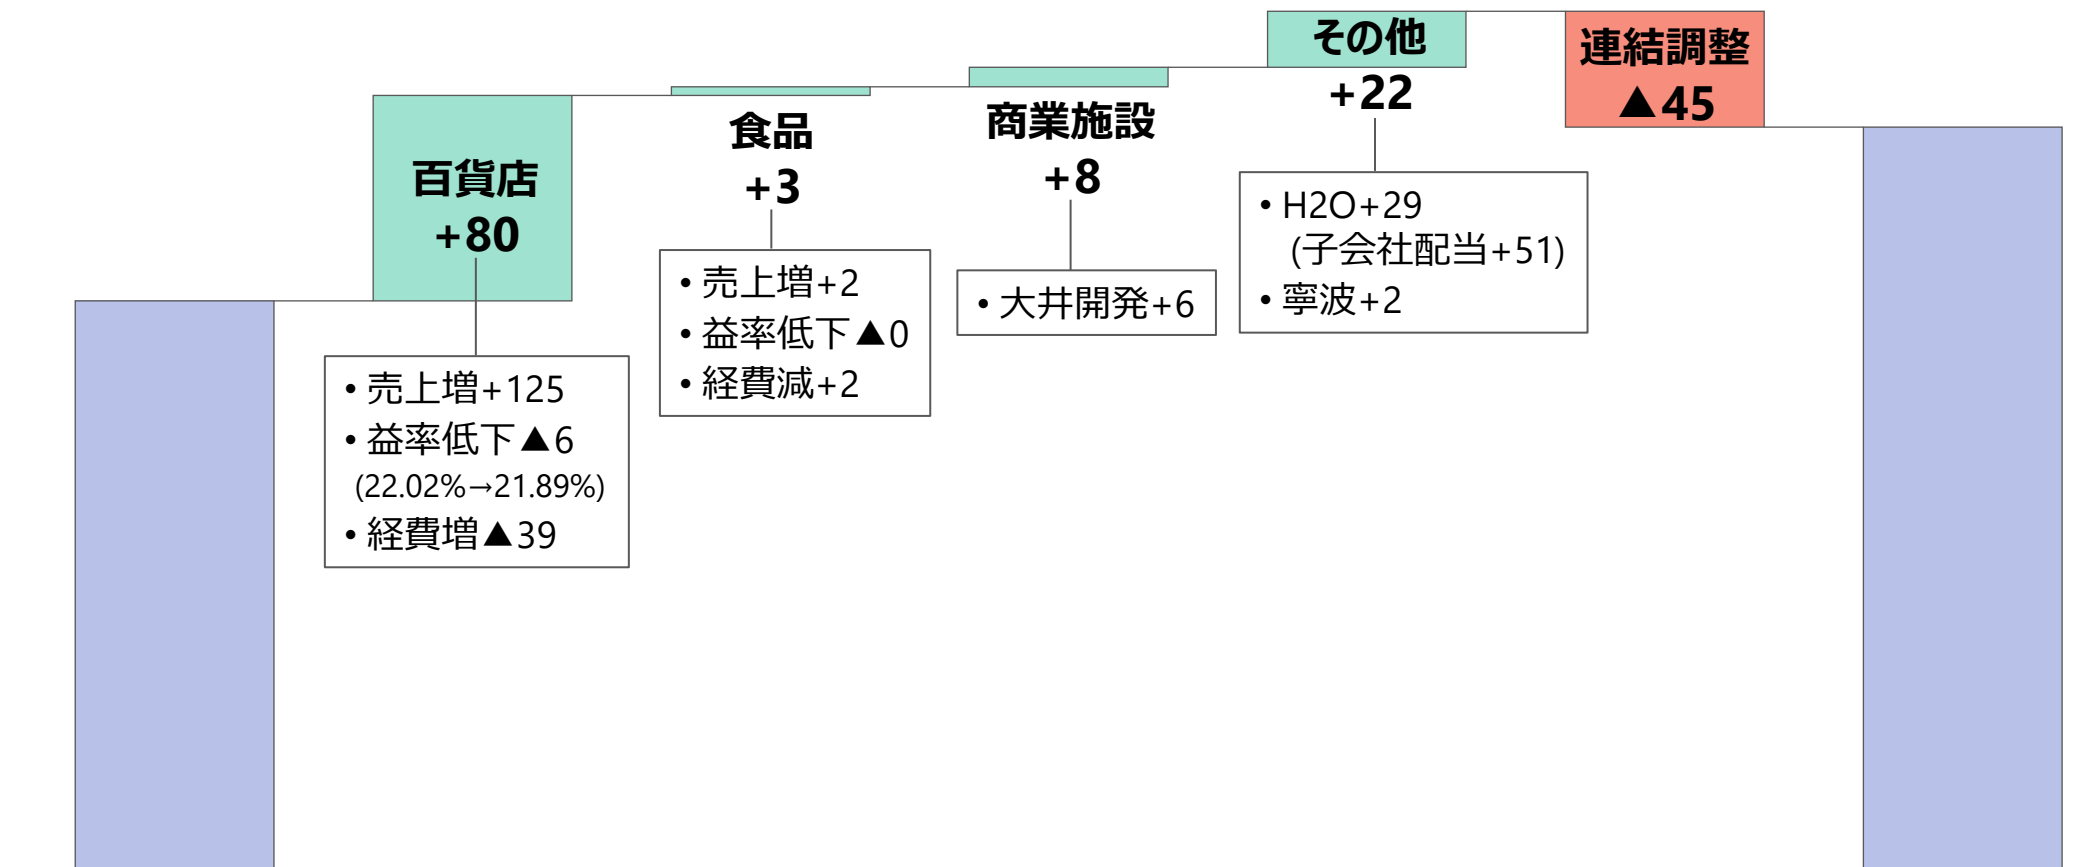 百貨店
+80
• 売上増+125
• 益率低下▲6
(22.02%→21.89%)
• 経費増▲39
食品
+3
• 売上増+2
• 益率低下▲0
• 経費減+2
商業施設
+8
• 大井開発+6
その他
+22
• H2O+29
(子会社配当+51)
• 寧波+2
連結調整
▲45